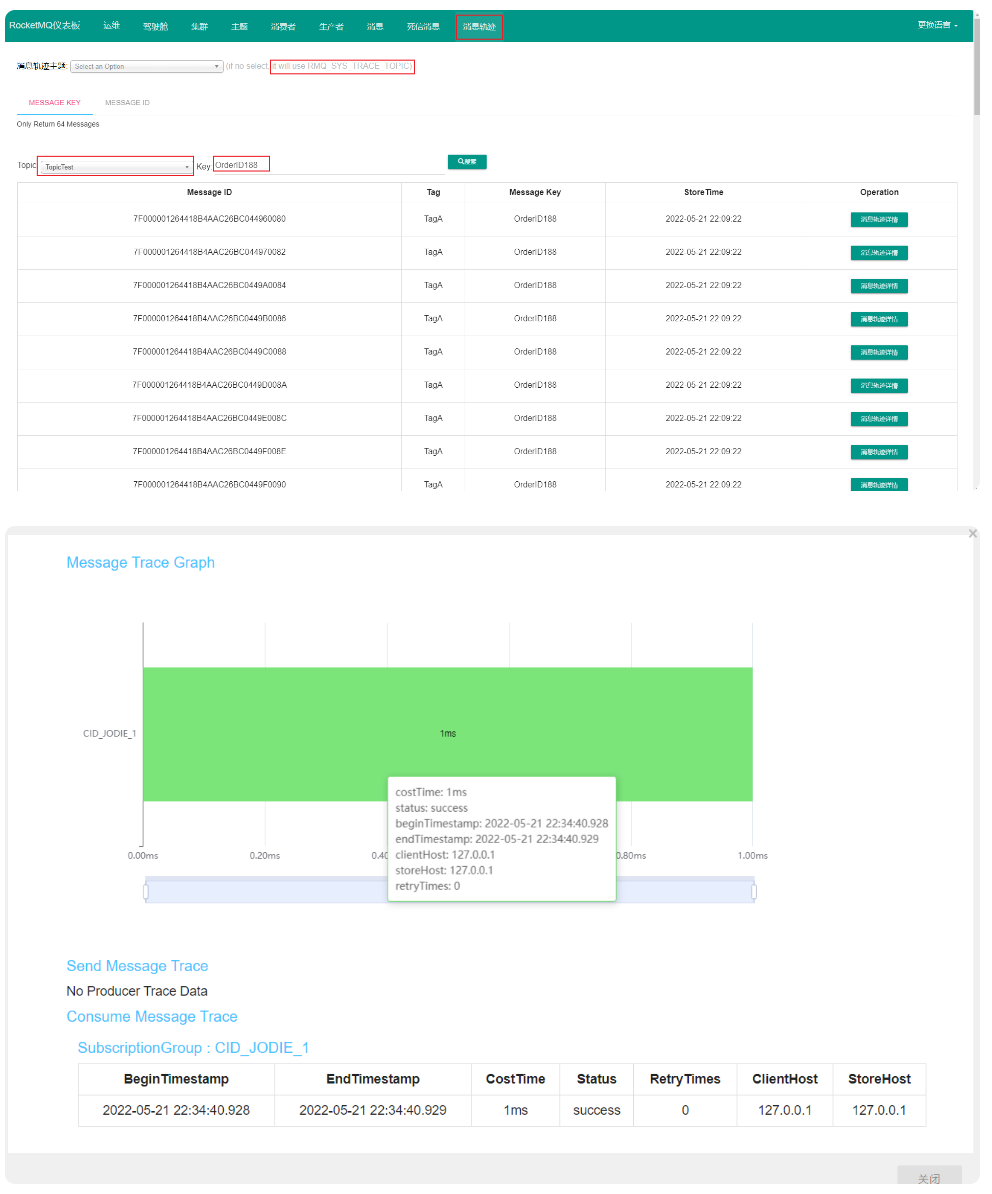 RocketMQ仪表板 运维 驾驶舱 集群 主题 消费者 生产者 消息 死信消息 消息轨迹 更换语言
消息轨迹主题: Select an Option (if no select, it will use RMQ_SYS_TRACE_TOPIC)
MESSAGE KEY MESSAGE ID
Only Return 64 Messages
Topic: TopicTest Key: OrderID188 搜索
Message ID Tag Message Key StoreTime Operation
7F000001264418B4AAC26BC044960080 TagA OrderID188 2022-05-21 22:09:22 消息轨迹详情
7F000001264418B4AAC26BC044970082 TagA OrderID188 2022-05-21 22:09:22 消息轨迹详情
7F000001264418B4AAC26BC0449A0084 TagA OrderID188 2022-05-21 22:09:22 消息轨迹详情
7F000001264418B4AAC26BC0449B0086 TagA OrderID188 2022-05-21 22:09:22 消息轨迹详情
7F000001264418B4AAC26BC0449C0088 TagA OrderID188 2022-05-21 22:09:22 消息轨迹详情
7F000001264418B4AAC26BC0449D008A TagA OrderID188 2022-05-21 22:09:22 消息轨迹详情
7F000001264418B4AAC26BC0449E008C TagA OrderID188 2022-05-21 22:09:22 消息轨迹详情
7F000001264418B4AAC26BC0449F008E TagA OrderID188 2022-05-21 22:09:22 消息轨迹详情
7F000001264418B4AAC26BC0449F0090 TagA OrderID188 2022-05-21 22:09:22 消息轨迹详情
×
Message Trace Graph
CID_JODIE_1 1ms
costTime: 1ms
status: success
beginTimestamp: 2022-05-21 22:34:40.928
endTimestamp: 2022-05-21 22:34:40.929
clientHost: 127.0.0.1
storeHost: 127.0.0.1
retryTimes: 0
0.00ms 0.20ms 0.40 0.80ms 1.00ms
Send Message Trace
No Producer Trace Data
Consume Message Trace
SubscriptionGroup : CID_JODIE_1
BeginTimestamp EndTimestamp CostTime Status RetryTimes ClientHost StoreHost
2022-05-21 22:34:40.928 2022-05-21 22:34:40.929 1ms success 0 127.0.0.1 127.0.0.1
关闭